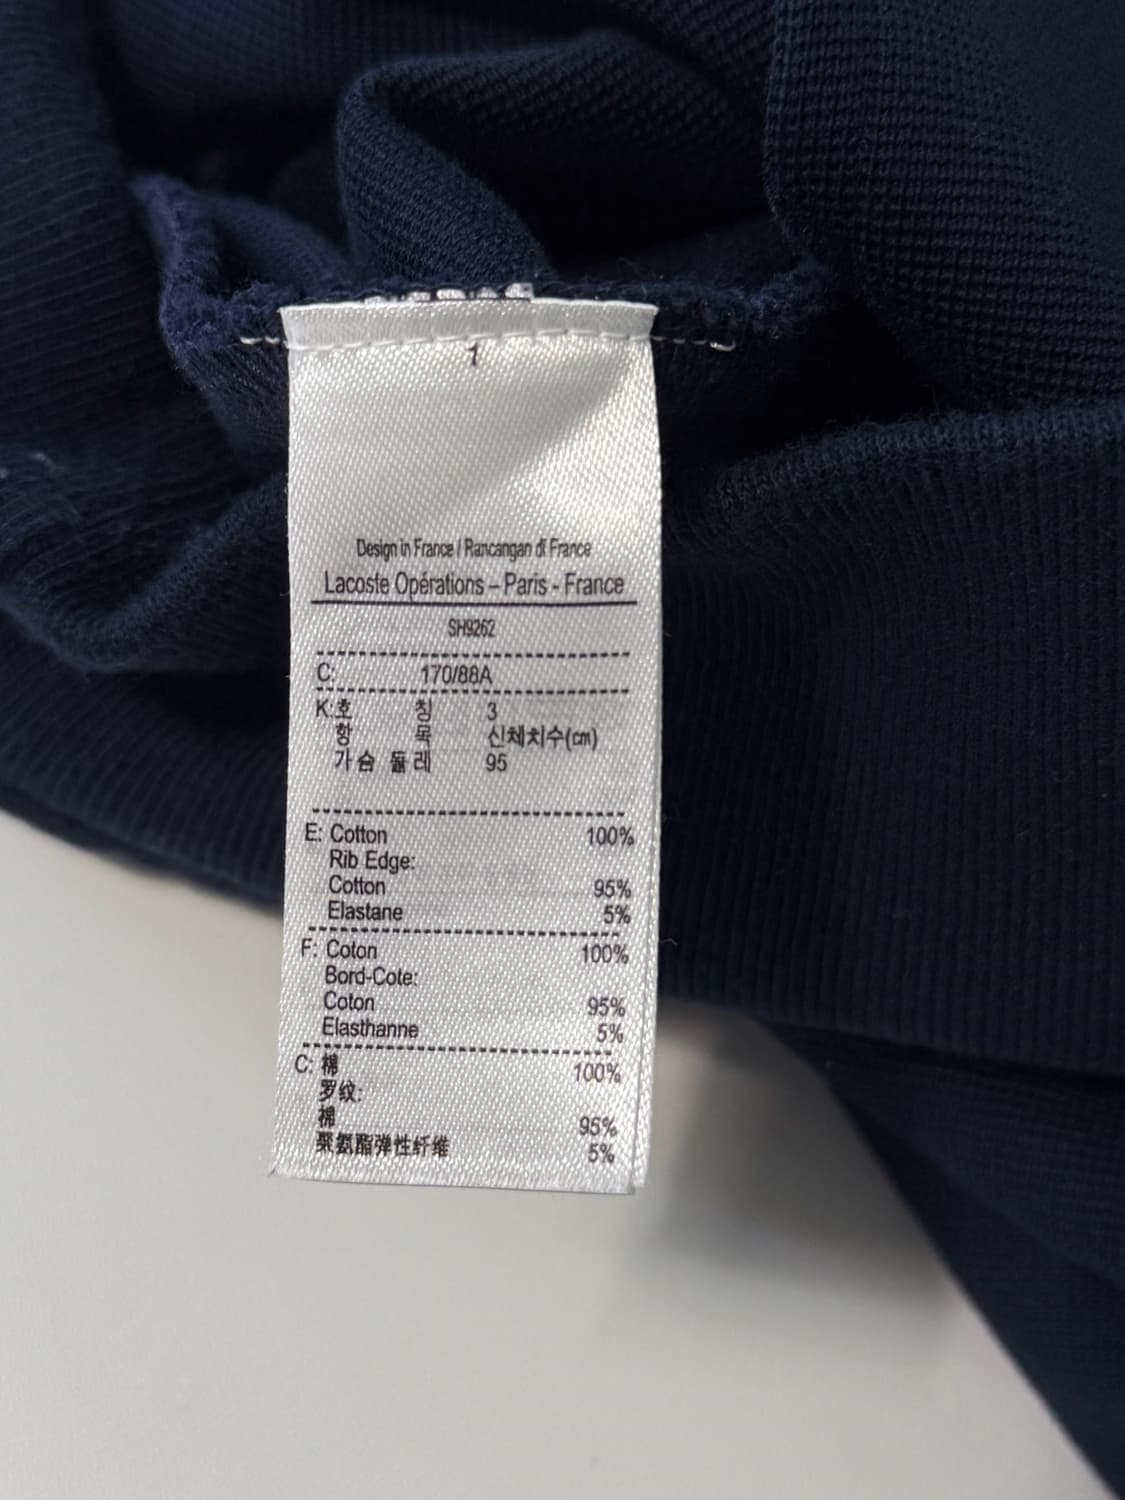 1
Design in France / Rancangan di France
Lacoste Opérations – Paris - France
SH9262
C: 170/88A
K: 호 칭 3
항 목 신체치수(cm)
가슴 둘레 95
E: Cotton 100%
Rib Edge:
Cotton 95%
Elastane 5%
F: Coton 100%
Bord-Cote:
Coton 95%
Elasthanne 5%
C: 棉 100%
罗纹:
棉 95%
聚氨酯弹性纤维 5%